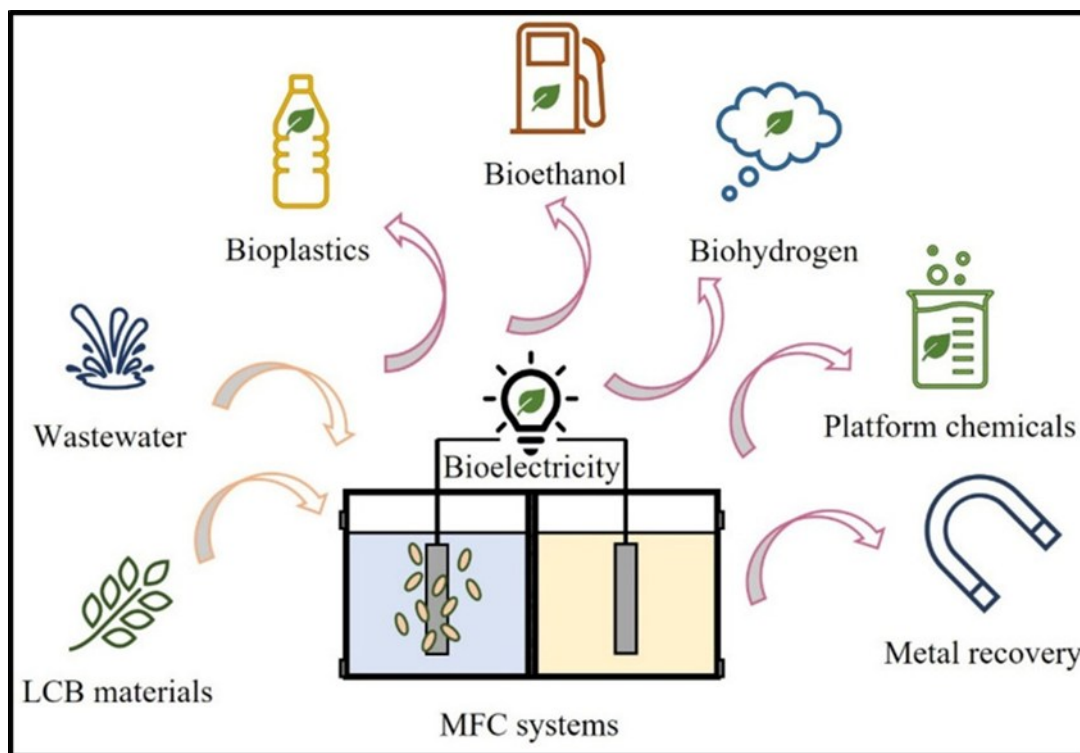 Bioethanol
Bioplastics
Biohydrogen
Wastewater
Platform chemicals
Bioelectricity
LCB materials
Metal recovery
MFC systems